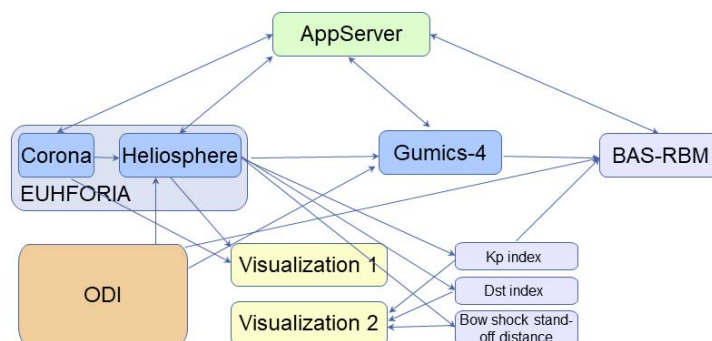 AppServer
Corona
Heliosphere
Gumics-4
BAS-RBM
EUHFORIA
ODI
Visualization 1
Visualization 2
Kp index
Dst index
Bow shock stand-
off distance